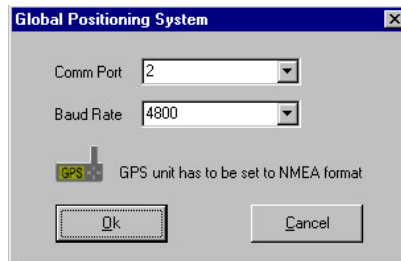 Global Positioning System
Comm Port 2
Baud Rate 4800
GPS GPS unit has to be set to NMEA format
Ok Cancel